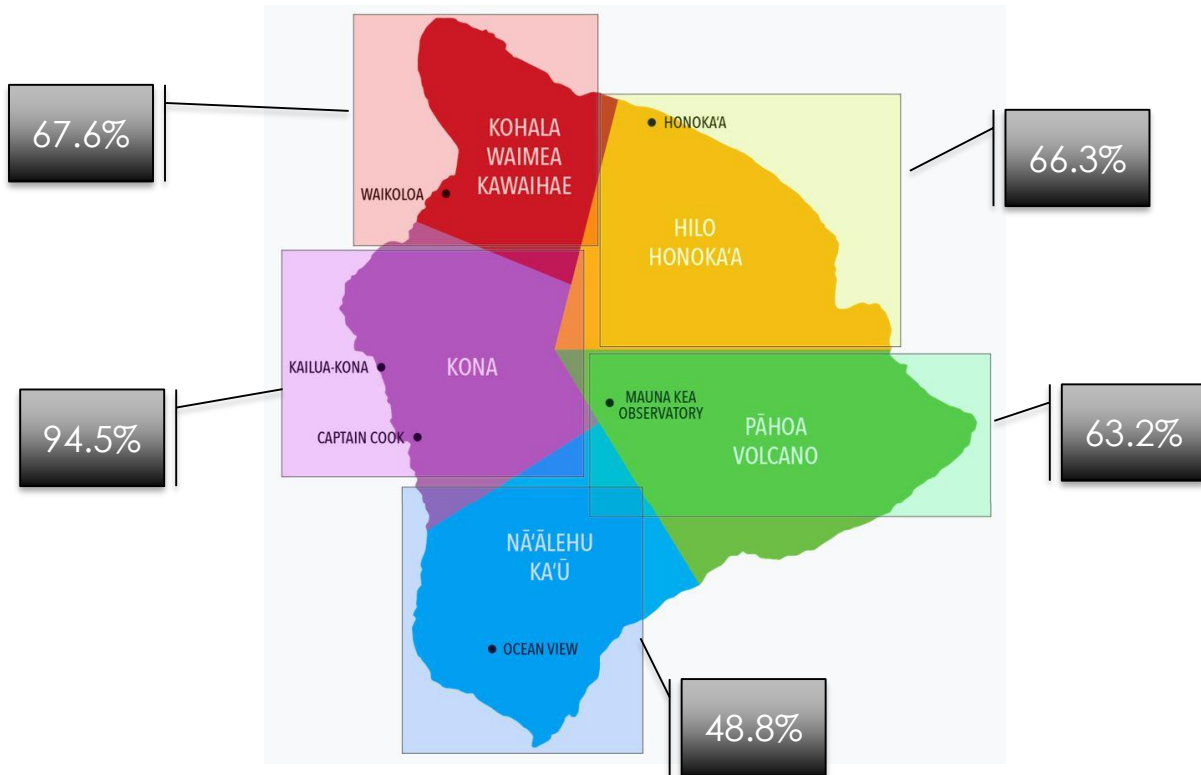 67.6%
KOHALA
WAIMEA
KAWAIHAE
WAIKOLOA
HONOKA‘A
66.3%
HILO
HONOKA‘A
KAILUA-KONA
KONA
CAPTAIN COOK
94.5%
MAUNA KEA
OBSERVATORY
PĀHOA
VOLCANO
63.2%
NĀ‘ĀLEHU
KA‘Ū
OCEAN VIEW
48.8%